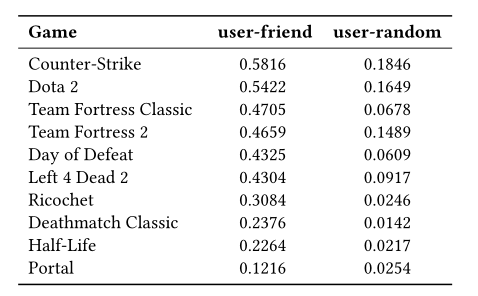 Game user-friend user-random
Counter-Strike 0.5816 0.1846
Dota 2 0.5422 0.1649
Team Fortress Classic 0.4705 0.0678
Team Fortress 2 0.4659 0.1489
Day of Defeat 0.4325 0.0609
Left 4 Dead 2 0.4304 0.0917
Ricochet 0.3084 0.0246
Deathmatch Classic 0.2376 0.0142
Half-Life 0.2264 0.0217
Portal 0.1216 0.0254